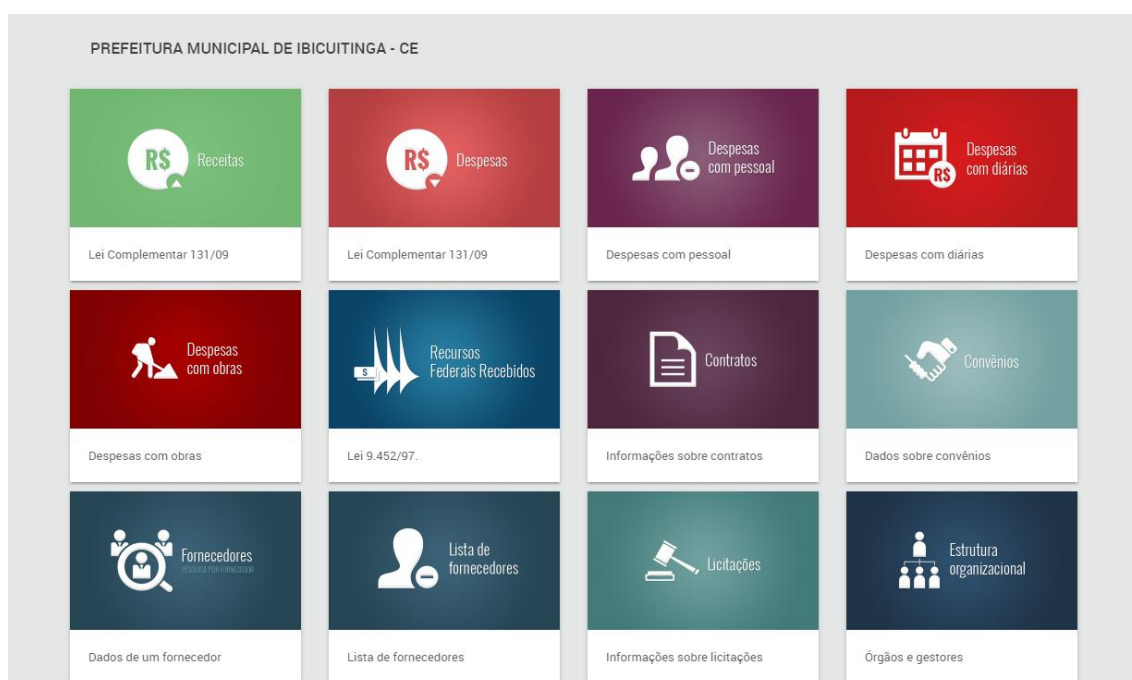 PREFEITURA MUNICIPAL DE IBICUITINGA - CE
R$ Receitas
Lei Complementar 131/09
R$ Despesas
Lei Complementar 131/09
Despesas
com pessoal
Despesas com pessoal
R$
Despesas
com diárias
Despesas com diárias
Despesas
com obras
Despesas com obras
$
Recursos
Federais Recebidos
Lei 9.452/97.
Contratos
Informações sobre contratos
Convênios
Dados sobre convênios
Fornecedores
PESQUISA POR FORNECEDOR
Dados de um fornecedor
Lista de
fornecedores
Lista de fornecedores
Licitações
Informações sobre licitações
Estrutura
organizacional
Órgãos e gestores